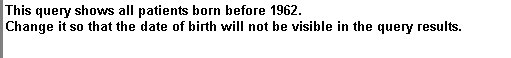 This query shows all patients born before 1962.
Change it so that the date of birth will not be visible in the query results.